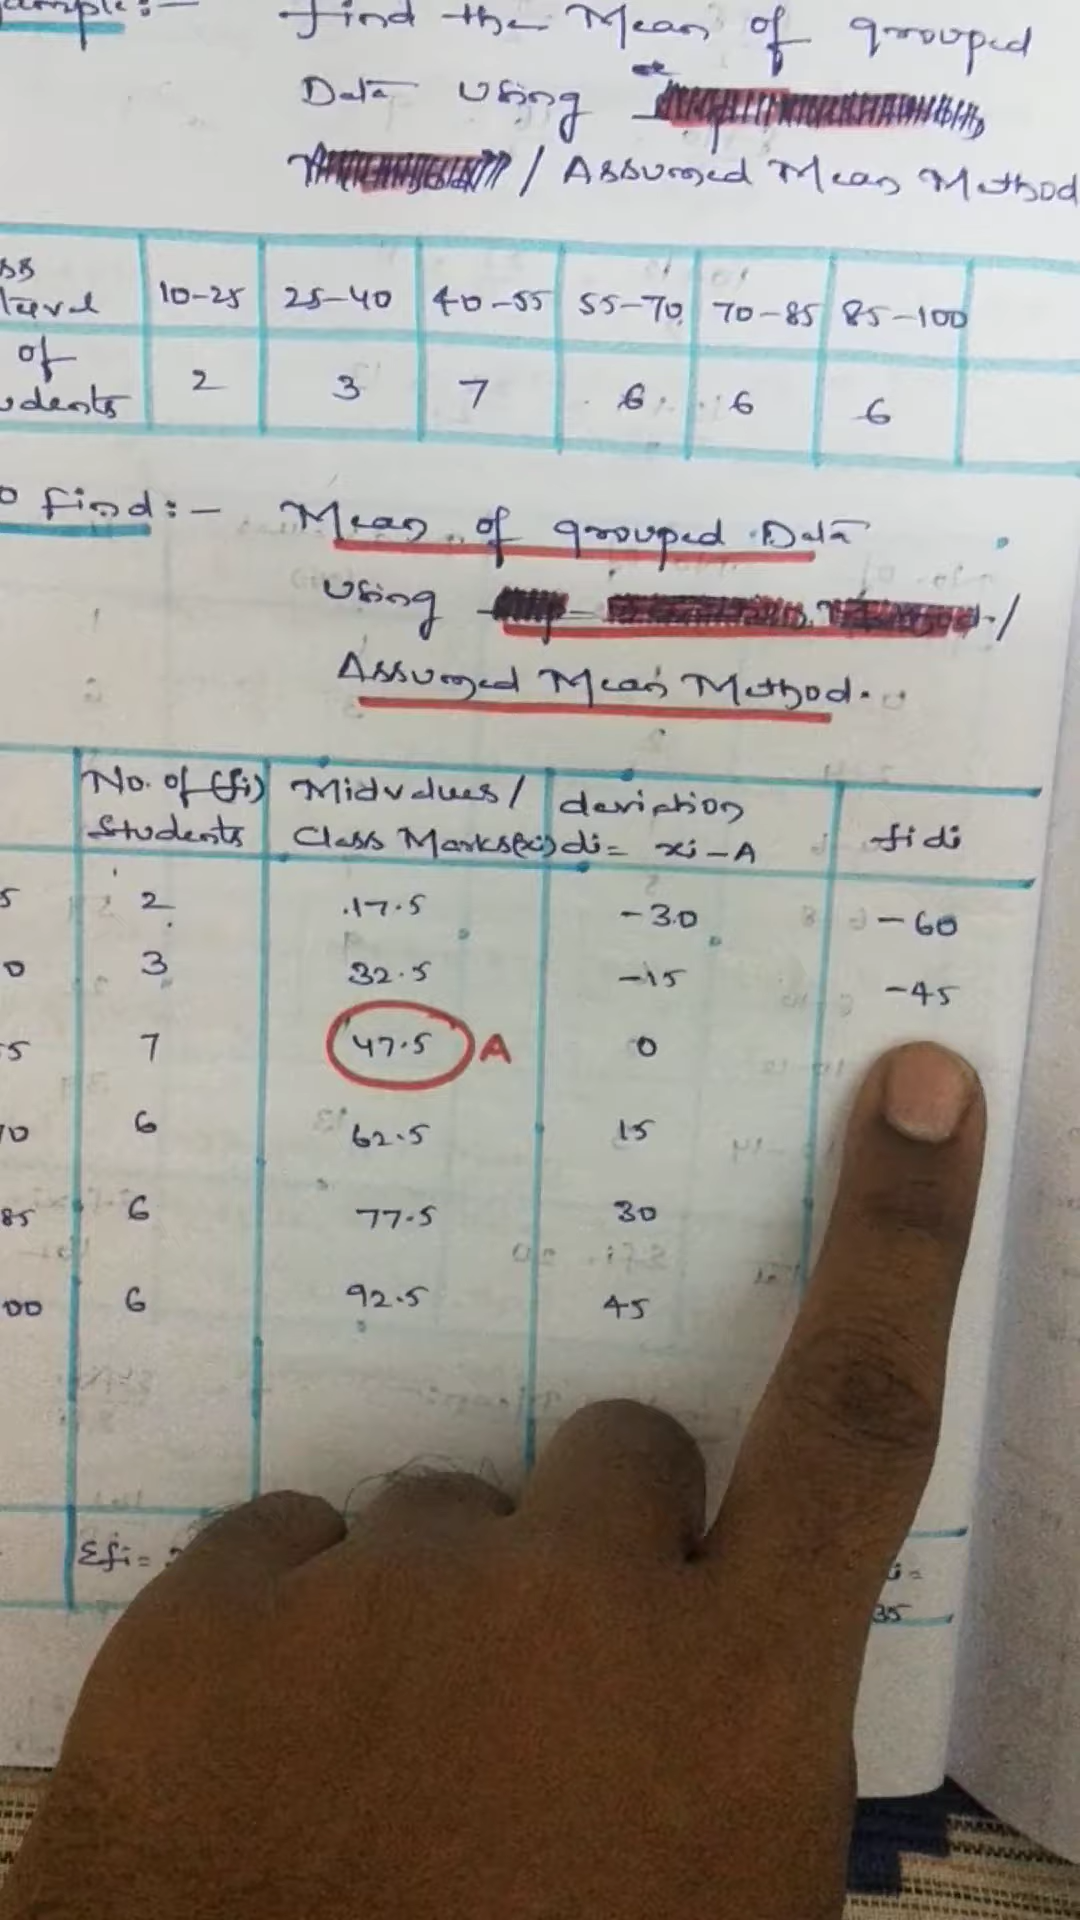 Find the Mean of grouped
Data using
/ Assumed Mean Method
10-25 25-40 40-55 55-70 70-85 85-100
of
2 3 7 6 6 6
Find:- Mean of grouped Data
using /
Assumed Mean Method.
No. of (fi) Midvalues/ deviation
Students Class Marks(xi) di= xi-A fidi
2 17.5 -30 -60
3 32.5 -15 -45
7 47.5 A 0
6 62.5 15
85 6 77.5 30
00 6 92.5 45
Σfi=
35